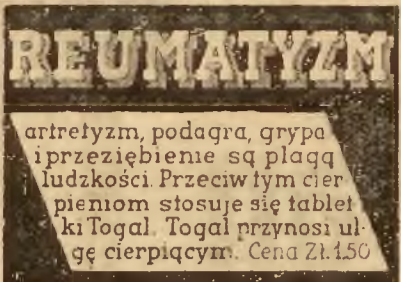 REUMATYZM
artretyzm, podagra, grypa
i przeziębienie są plagą
ludzkości. Przeciw tym cier
pieniom stosuje się tablet
ki Togal. Togal przynosi ul-
gę cierpiącym. Cena Zł. 1.50